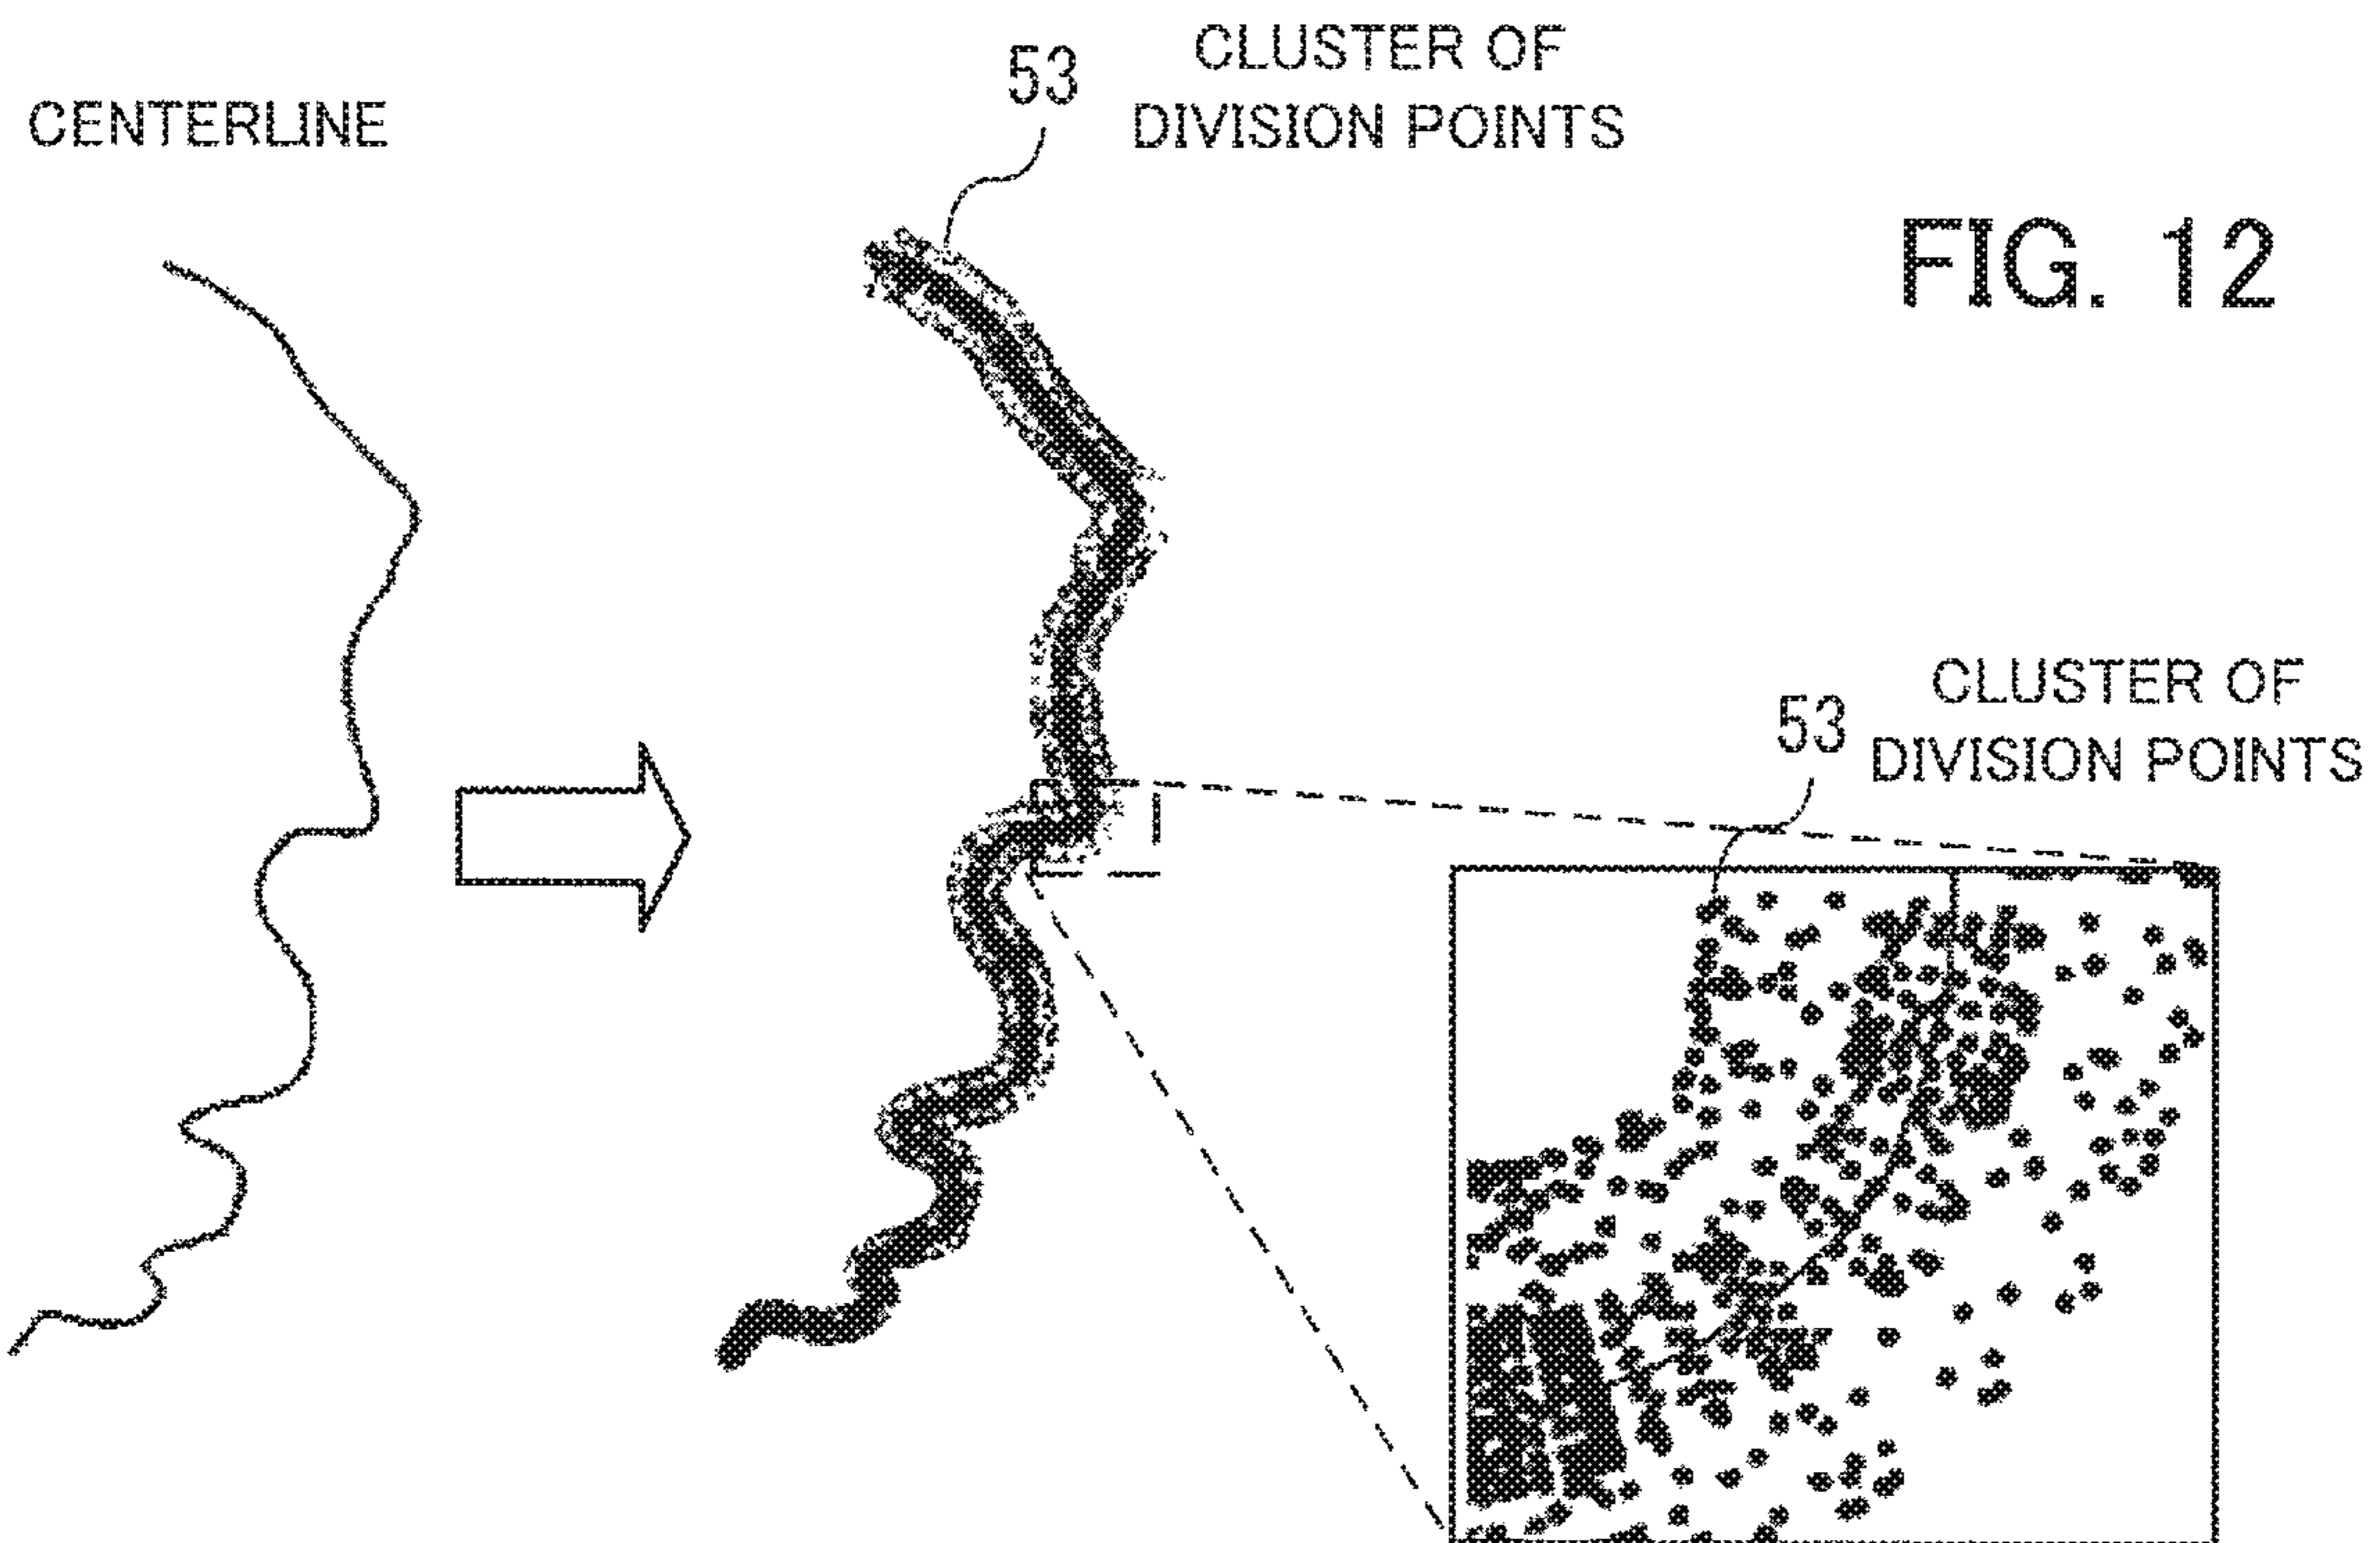 CENTERLINE
53
CLUSTER OF
DIVISION POINTS
FIG. 12
53
CLUSTER OF
DIVISION POINTS